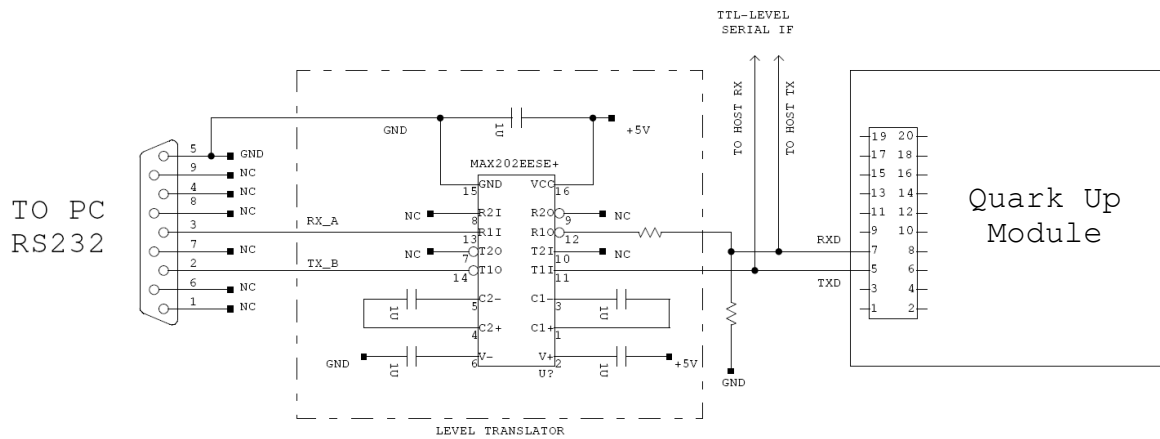 TTL-LEVEL
SERIAL IF
TO HOST RX
TO HOST TX
GND
1U
+5V
MAX202EESE+
TO PC
RS232
5 GND
9 NC
4 NC
8 NC
3 RX_A
7 NC
2 TX_B
6 NC
1 NC
15 GND VCC 16
NC 8 R2I R2O 9 NC
13 R1I R1O 12
NC 7 T2O T2I 10 NC
14 T1O T1I 11
1U 5 C2- C1- 3 1U
4 C2+ C1+ 1
GND 1U 6 V- V+ 2 1U +5V
U?
GND
RXD
TXD
19 20
17 18
15 16
13 14
11 12
9 10
7 8
5 6
3 4
1 2
Quark Up
Module
LEVEL TRANSLATOR